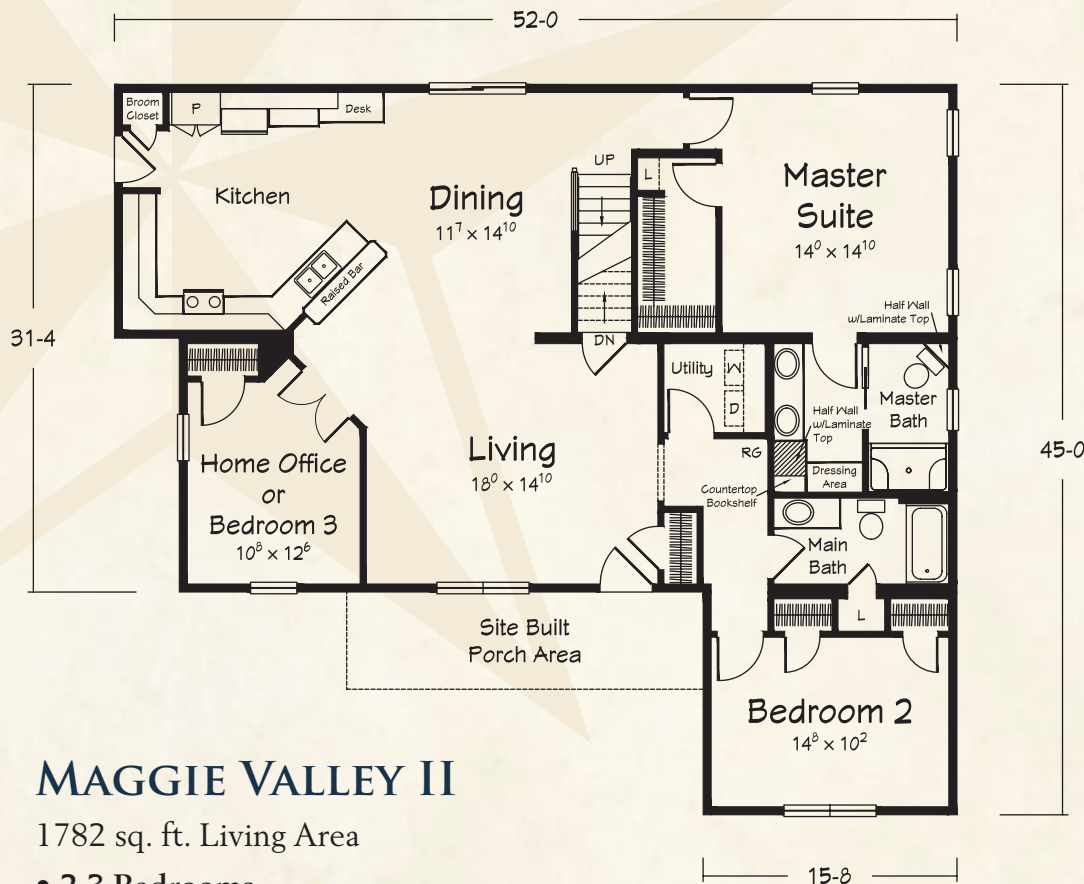 52-0
Broom
Closet
P
Desk
Kitchen
Dining
11⁷ × 14¹⁰
UP
L
Master
Suite
14⁰ × 14¹⁰
Raised Bar
Half Wall
w/Laminate Top
31-4
DN
Utility
W
D
Master
Bath
Half Wall
w/Laminate
Top
Living
18⁰ × 14¹⁰
RG
Dressing
Area
Countertop
Bookshelf
45-0
Home Office
or
Bedroom 3
10⁸ × 12⁶
Main
Bath
L
Site Built
Porch Area
Bedroom 2
14⁸ × 10²
MAGGIE VALLEY II
1782 sq. ft. Living Area
• 2-3 Bedrooms
15-8